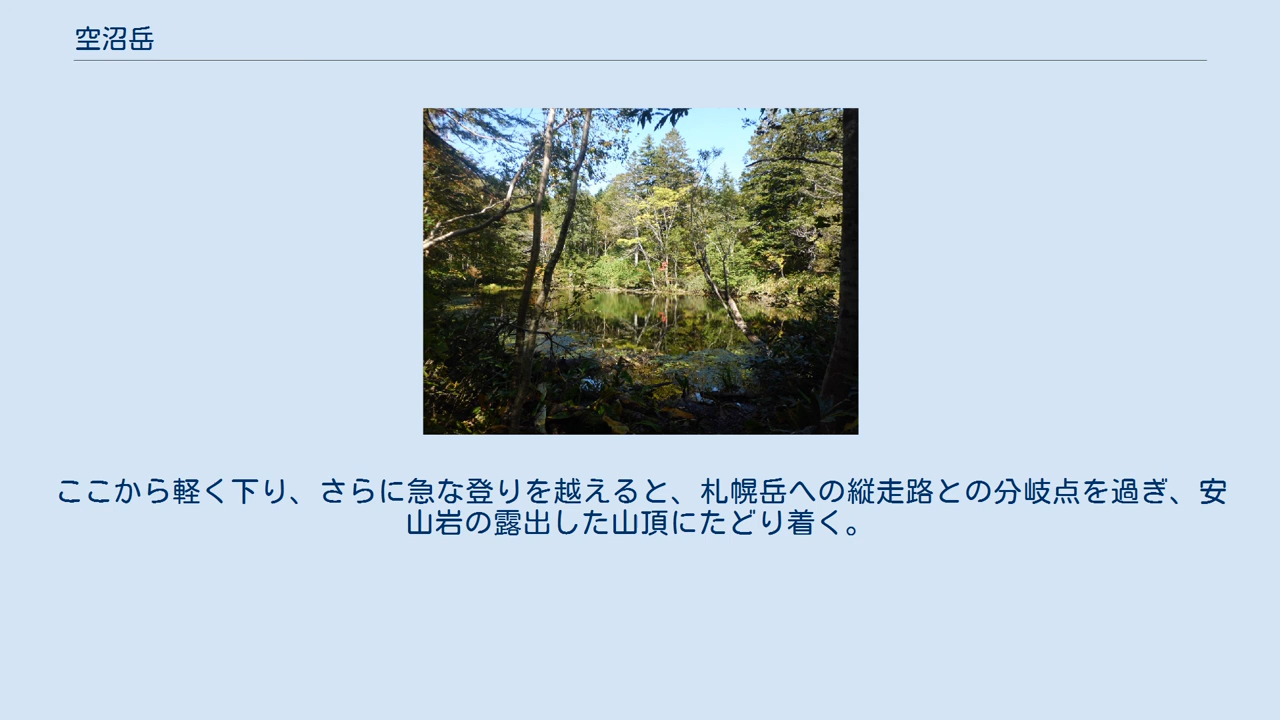 空沼岳
ここから軽く下り、さらに急な登りを越えると、札幌岳への縦走路との分岐点を過ぎ、安
山岩の露出した山頂にたどり着く。